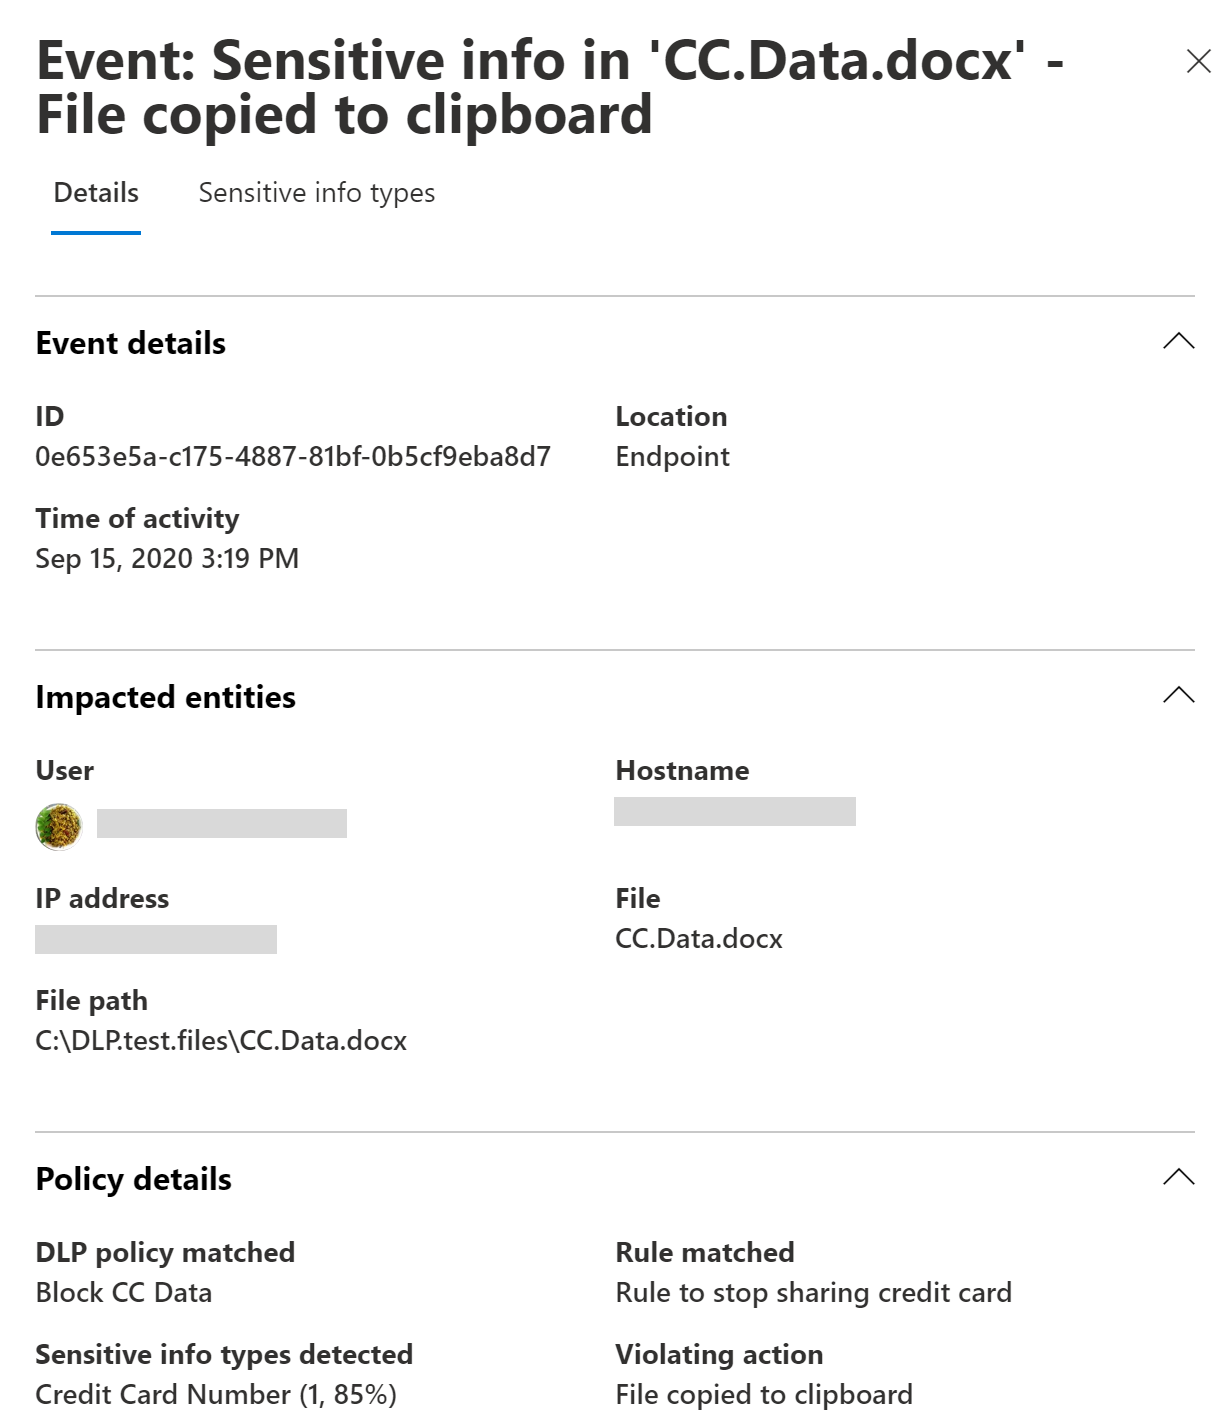 Event: Sensitive info in 'CC.Data.docx' -
File copied to clipboard
Details
Sensitive info types
Event details
ID
0e653e5a-c175-4887-81bf-0b5cf9eba8d7
Location
Endpoint
Time of activity
Sep 15, 2020 3:19 PM
Impacted entities
User
Hostname
IP address
File
CC.Data.docx
File path
C:\DLP.test.files\CC.Data.docx
Policy details
DLP policy matched
Block CC Data
Rule matched
Rule to stop sharing credit card
Sensitive info types detected
Credit Card Number (1, 85%)
Violating action
File copied to clipboard